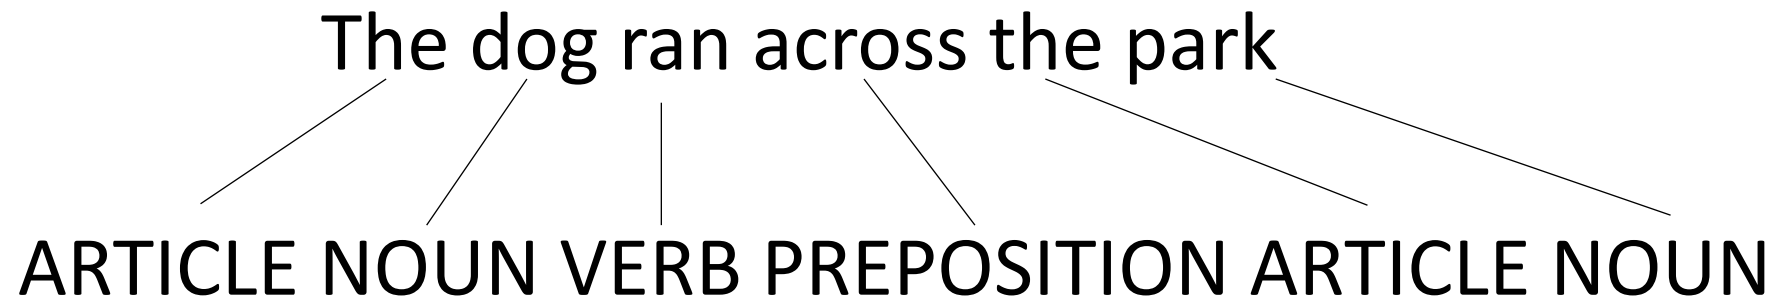 The dog ran across the park
ARTICLE NOUN VERB PREPOSITION ARTICLE NOUN